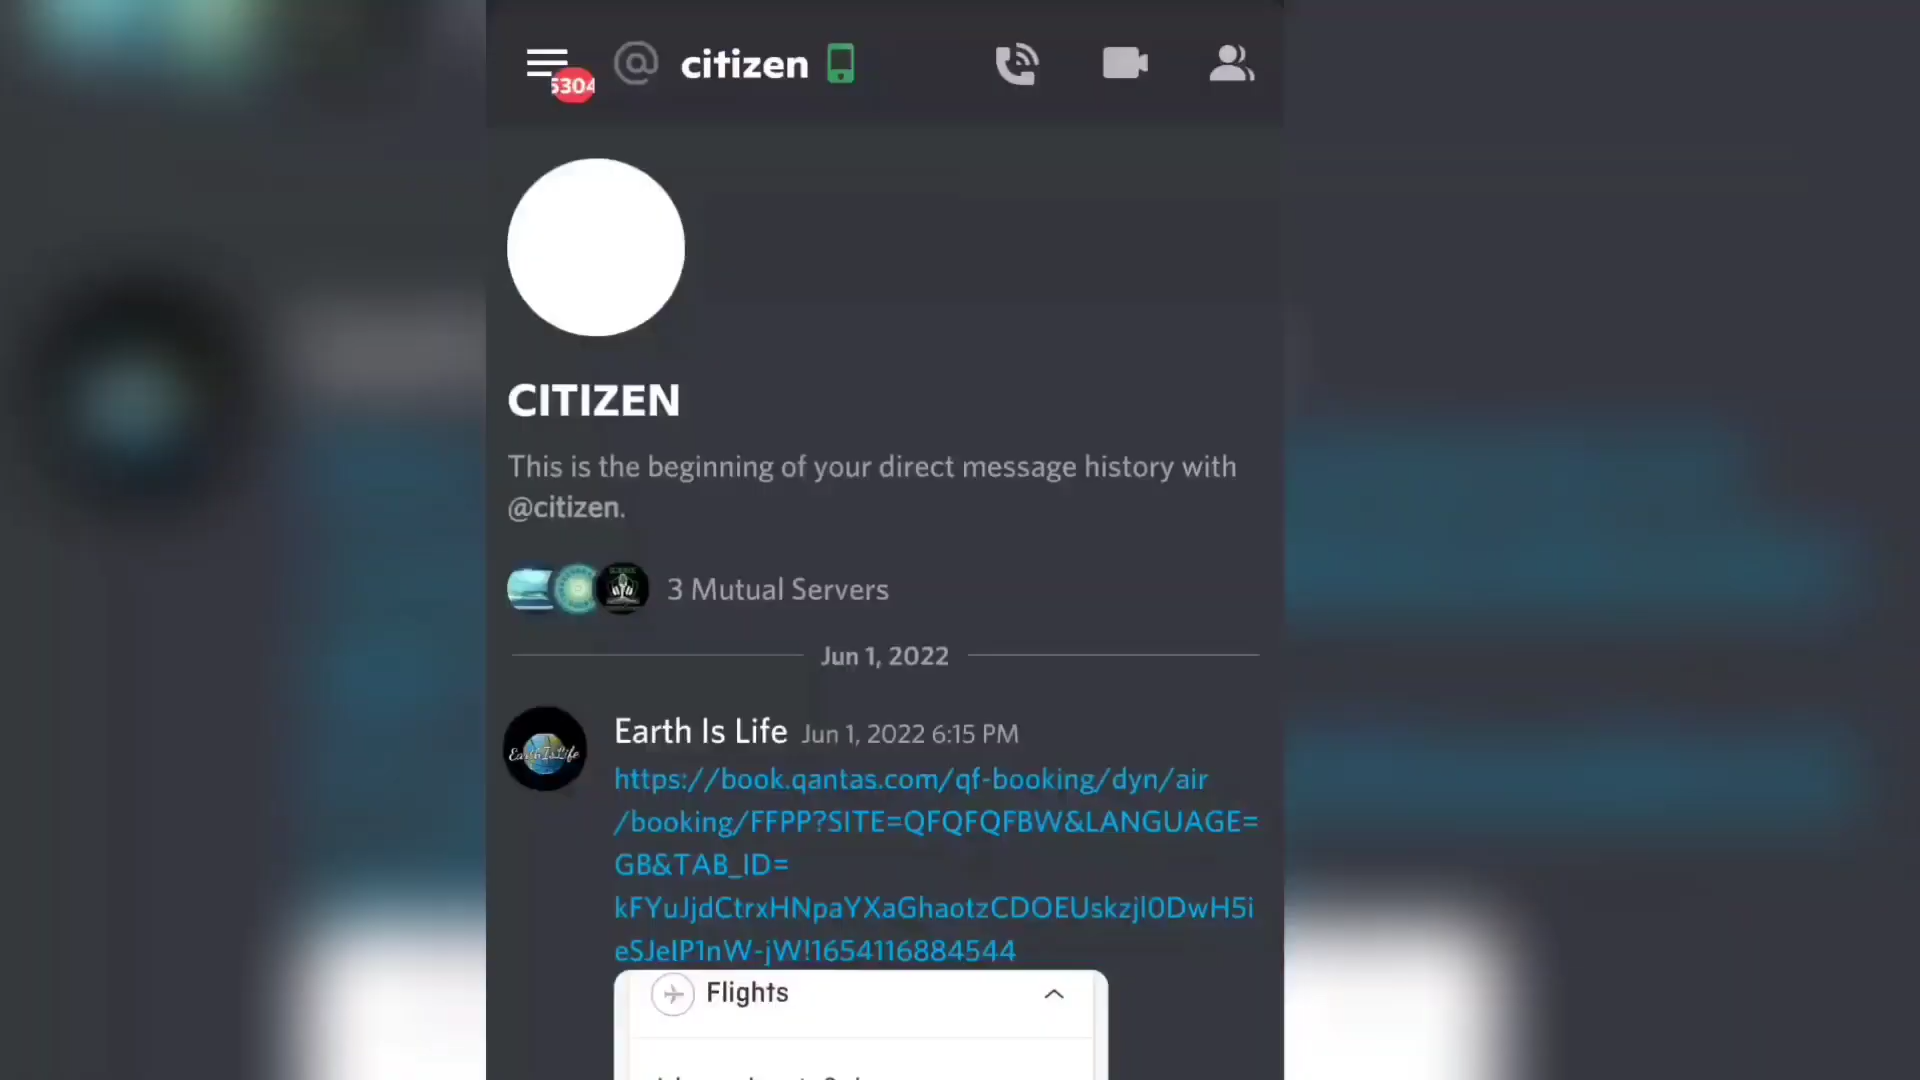 5304
citizen
CITIZEN
This is the beginning of your direct message history with
@citizen.
3 Mutual Servers
Jun 1, 2022
Earth Is Life Jun 1, 2022 6:15 PM
EarthIsLife
https://book.qantas.com/qf-booking/dyn/air
/booking/FFPP?SITE=QFQFQFBW&LANGUAGE=
GB&TAB_ID=
kFYuJjdCtrxHNpaYXaGhaotzCDOEUskzjl0DwH5i
eSJelP1nW-jW!1654116884544
Flights